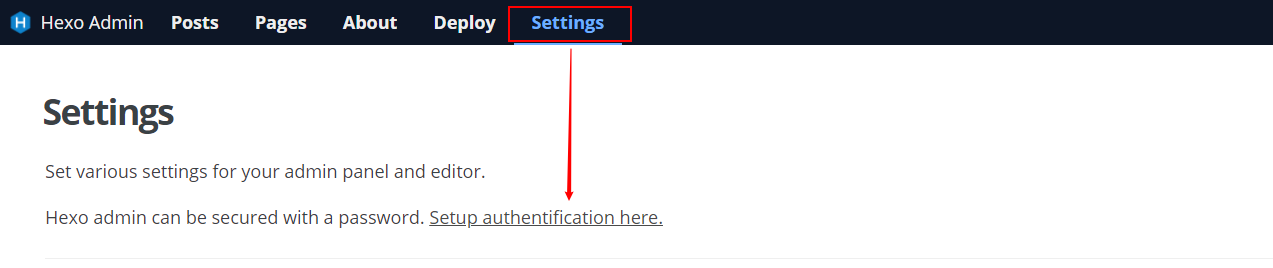 Hexo Admin Posts Pages About Deploy Settings
Settings
Set various settings for your admin panel and editor.
Hexo admin can be secured with a password. Setup authentification here.